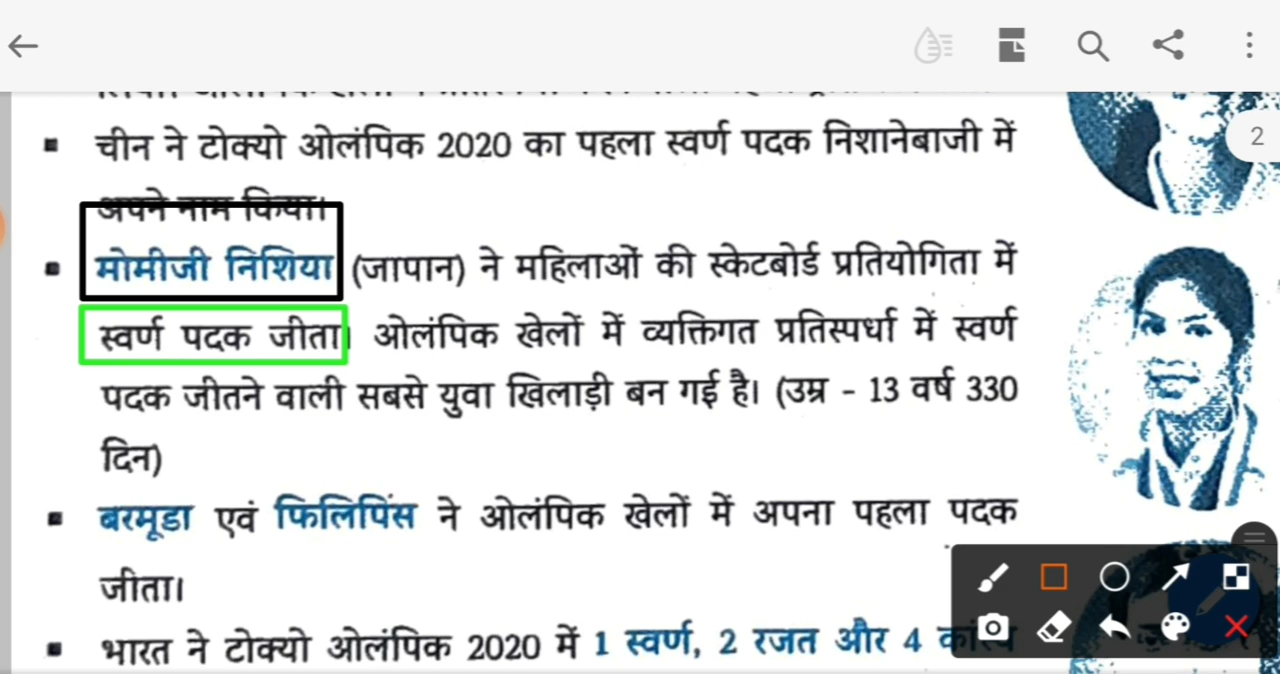 2
चीन ने टोक्यो ओलंपिक 2020 का पहला स्वर्ण पदक निशानेबाजी में
अपने नाम किया।
मोमीजी निशिया (जापान) ने महिलाओं की स्केटबोर्ड प्रतियोगिता में
स्वर्ण पदक जीता। ओलंपिक खेलों में व्यक्तिगत प्रतिस्पर्धा में स्वर्ण
पदक जीतने वाली सबसे युवा खिलाड़ी बन गई है। (उम्र - 13 वर्ष 330
दिन)
बरमूडा एवं फिलिपिंस ने ओलंपिक खेलों में अपना पहला पदक
जीता।
भारत ने टोक्यो ओलंपिक 2020 में 1 स्वर्ण, 2 रजत और 4